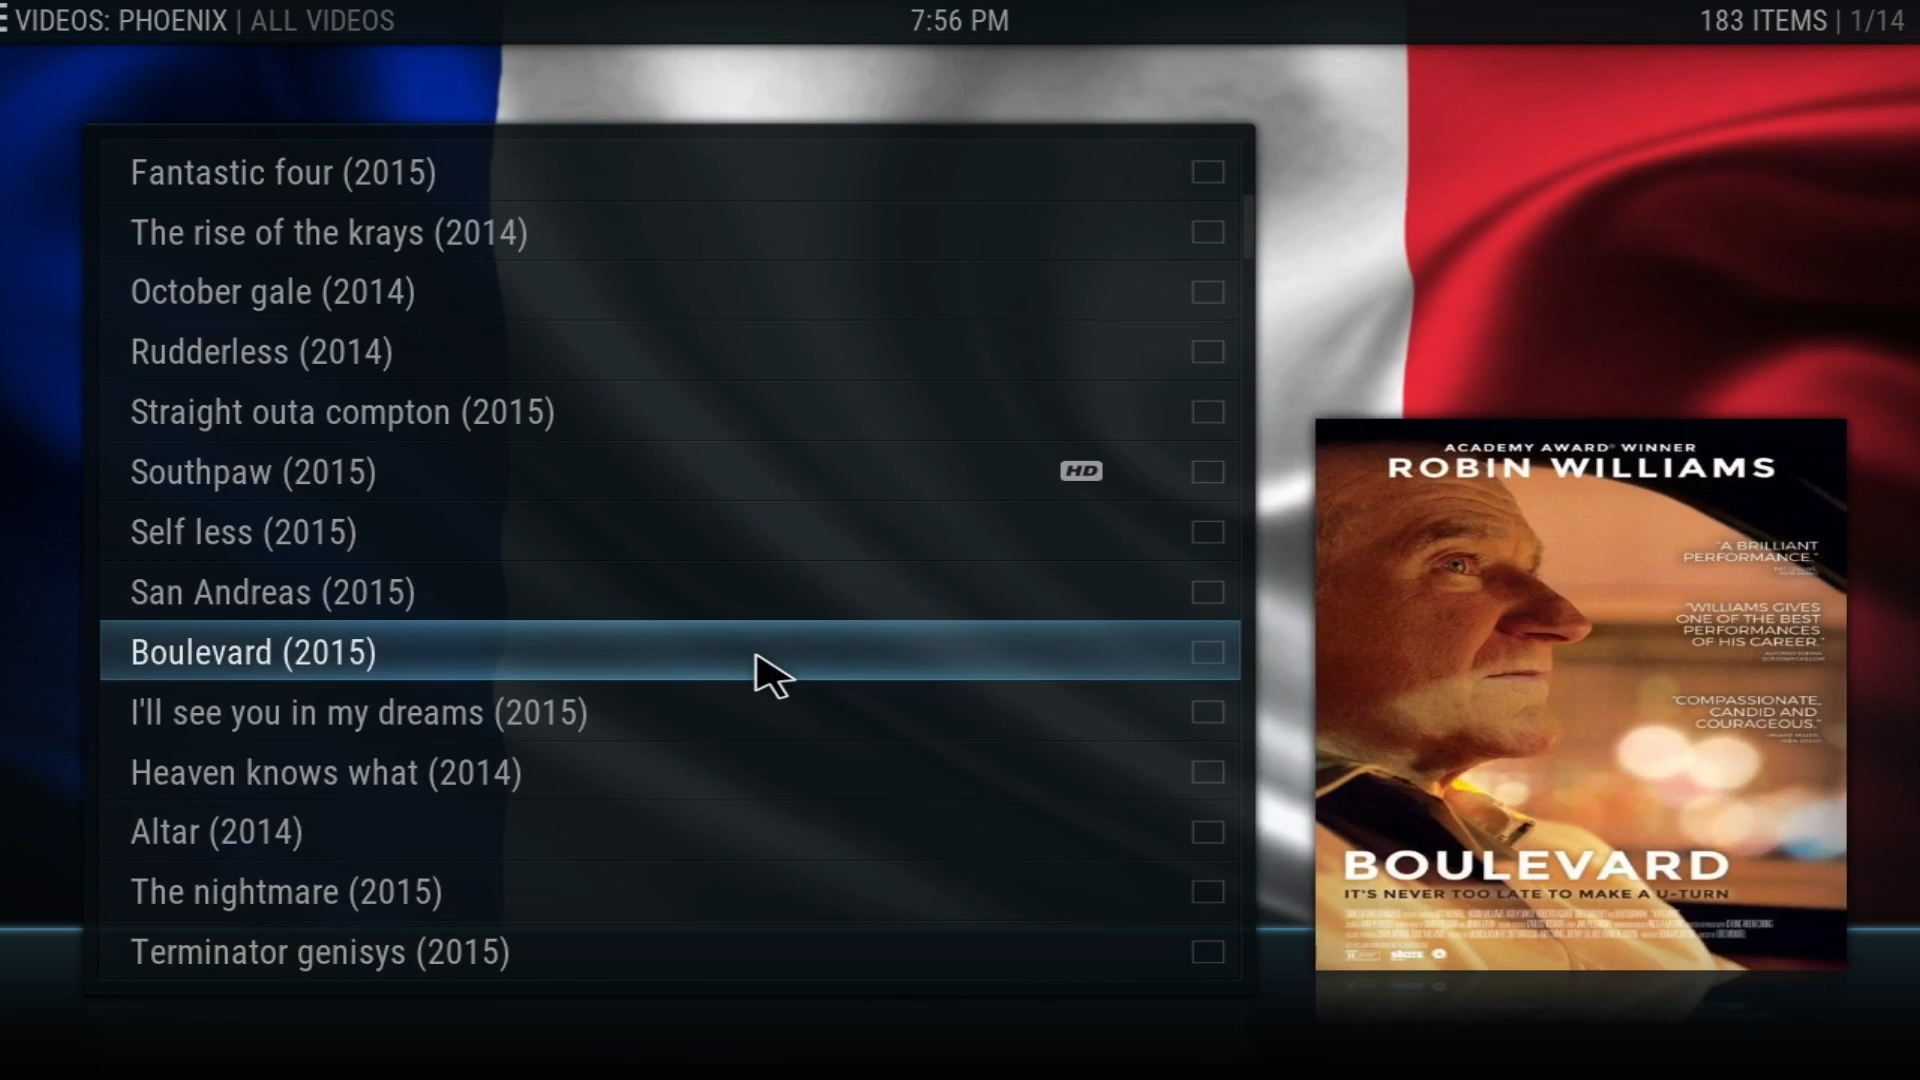 VIDEOS: PHOENIX | ALL VIDEOS
7:56 PM
183 ITEMS | 1/14
Fantastic four (2015)
The rise of the krays (2014)
October gale (2014)
Rudderless (2014)
Straight outa compton (2015)
Southpaw (2015)
HD
Self less (2015)
San Andreas (2015)
Boulevard (2015)
I'll see you in my dreams (2015)
Heaven knows what (2014)
Altar (2014)
The nightmare (2015)
Terminator genisys (2015)
ACADEMY AWARD® WINNER
ROBIN WILLIAMS
"A BRILLIANT
PERFORMANCE."
"WILLIAMS GIVES
ONE OF THE BEST
PERFORMANCES
OF HIS CAREER."
"COMPASSIONATE,
CANDID AND
COURAGEOUS."
BOULEVARD
IT'S NEVER TOO LATE TO MAKE A U-TURN
R
starz